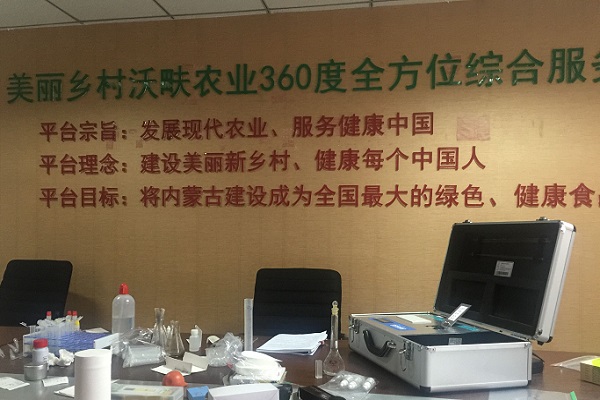 美丽乡村沃畉农业360度全方位综合服务
平台宗旨：发展现代农业、服务健康中国
平台理念：建设美丽新乡村、健康每个中国人
平台目标：将内蒙古建设成为全国最大的绿色、健康食